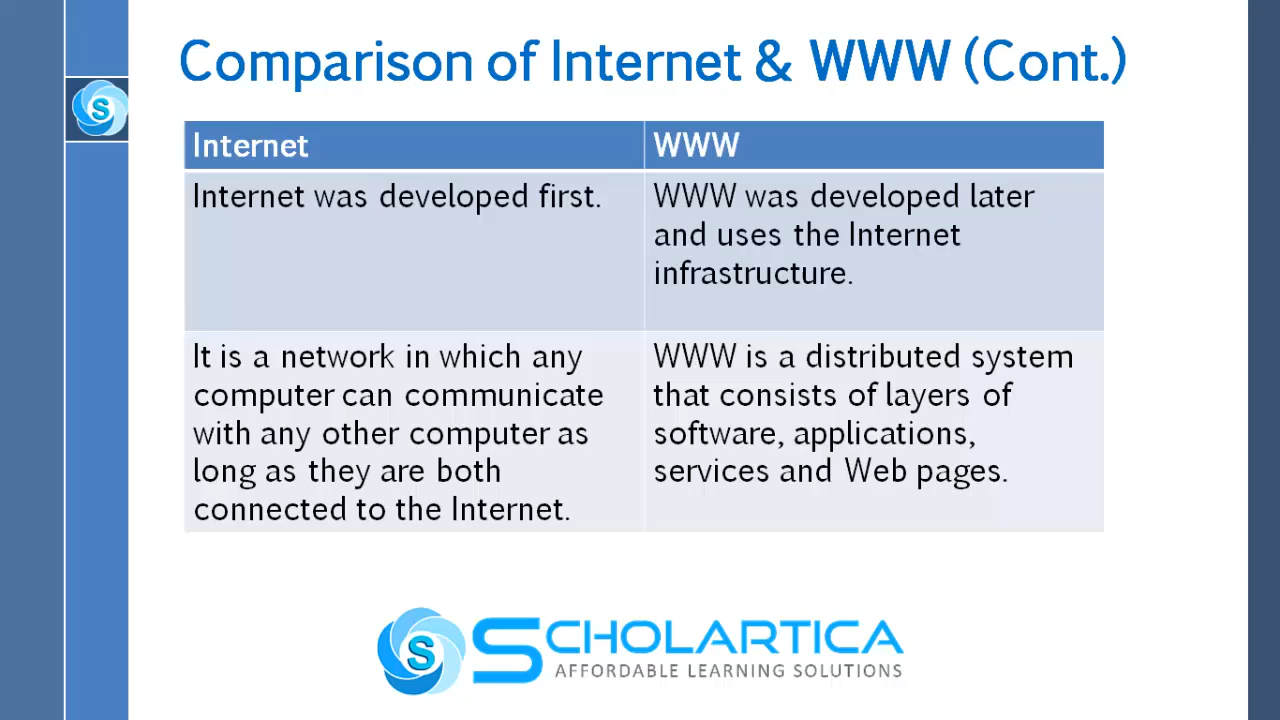 Comparison of Internet & WWW (Cont.)
S
Internet
WWW
Internet was developed first.
WWW was developed later
and uses the Internet
infrastructure.
It is a network in which any
computer can communicate
with any other computer as
long as they are both
connected to the Internet.
WWW is a distributed system
that consists of layers of
software, applications,
services and Web pages.
S
SCHOLARTICA
AFFORDABLE LEARNING SOLUTIONS